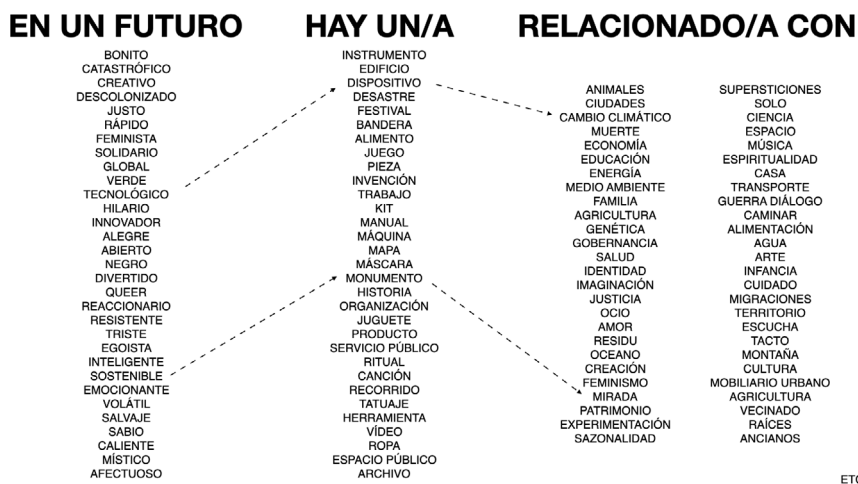 EN UN FUTURO
BONITO
CATASTRÓFICO
CREATIVO
DESCOLONIZADO
JUSTO
RÁPIDO
FEMINISTA
SOLIDARIO
GLOBAL
VERDE
TECNOLÓGICO
HILARIO
INNOVADOR
ALEGRE
ABIERTO
NEGRO
DIVERTIDO
QUEER
REACCIONARIO
RESISTENTE
TRISTE
EGOISTA
INTELIGENTE
SOSTENIBLE
EMOCIONANTE
VOLÁTIL
SALVAJE
SABIO
CALIENTE
MÍSTICO
AFECTUOSO
HAY UN/A
INSTRUMENTO
EDIFICIO
DISPOSITIVO
DESASTRE
FESTIVAL
BANDERA
ALIMENTO
JUEGO
PIEZA
INVENCIÓN
TRABAJO
KIT
MANUAL
MÁQUINA
MAPA
MÁSCARA
MONUMENTO
HISTORIA
ORGANIZACIÓN
JUGUETE
PRODUCTO
SERVICIO PÚBLICO
RITUAL
CANCIÓN
RECORRIDO
TATUAJE
HERRAMIENTA
VÍDEO
ROPA
ESPACIO PÚBLICO
ARCHIVO
RELACIONADO/A CON
ANIMALES
CIUDADES
CAMBIO CLIMÁTICO
MUERTE
ECONOMÍA
EDUCACIÓN
ENERGÍA
MEDIO AMBIENTE
FAMILIA
AGRICULTURA
GENÉTICA
GOBERNANCIA
SALUD
IDENTIDAD
IMAGINACIÓN
JUSTICIA
OCIO
AMOR
RESIDU
OCEANO
CREACIÓN
FEMINISMO
MIRADA
PATRIMONIO
EXPERIMENTACIÓN
SAZONALIDAD
SUPERSTICIONES
SOLO
CIENCIA
ESPACIO
MÚSICA
ESPIRITUALIDAD
CASA
TRANSPORTE
GUERRA DIÁLOGO
CAMINAR
ALIMENTACIÓN
AGUA
ARTE
INFANCIA
CUIDADO
MIGRACIONES
TERRITORIO
ESCUCHA
TACTO
MONTAÑA
CULTURA
MOBILIARIO URBANO
AGRICULTURA
VECINADO
RAÍCES
ANCIANOS